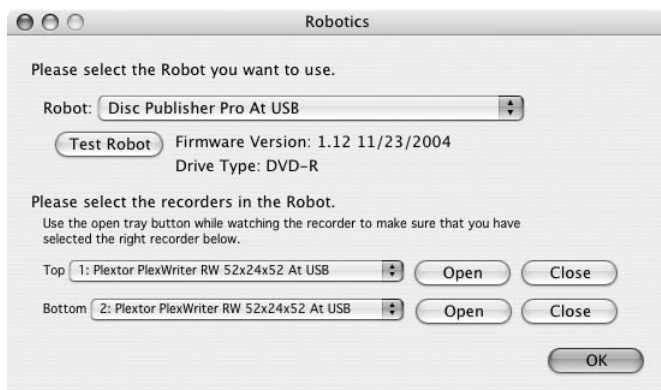 Robotics
Please select the Robot you want to use.
Robot: Disc Publisher Pro At USB
Test Robot Firmware Version: 1.12 11/23/2004
Drive Type: DVD-R
Please select the recorders in the Robot.
Use the open tray button while watching the recorder to make sure that you have
selected the right recorder below.
Top 1: Plextor PlexWriter RW 52x24x52 At USB Open Close
Bottom 2: Plextor PlexWriter RW 52x24x52 At USB Open Close
OK